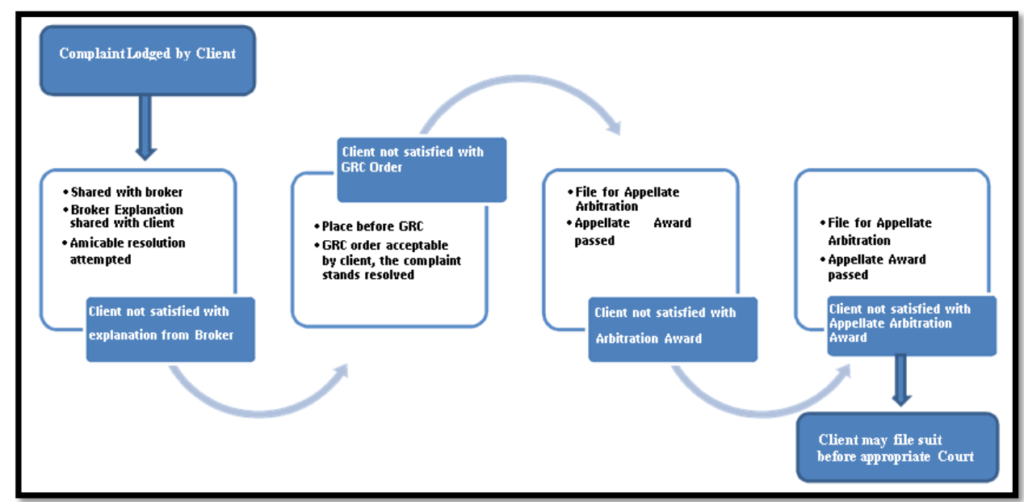 Complaint Lodged by Client
• Shared with broker
• Broker Explanation
shared with client
• Amicable resolution
attempted
Client not satisfied with
explanation from Broker
Client not satisfied with
GRC Order
• Place before GRC
• GRC order acceptable
by client, the complaint
stands resolved
• File for Appellate
Arbitration
• Appellate Award
passed
Client not satisfied with
Arbitration Award
• File for Appellate
Arbitration
• Appellate Award
passed
Client not satisfied with
Appellate Arbitration
Award
Client may file suit
before appropriate Court